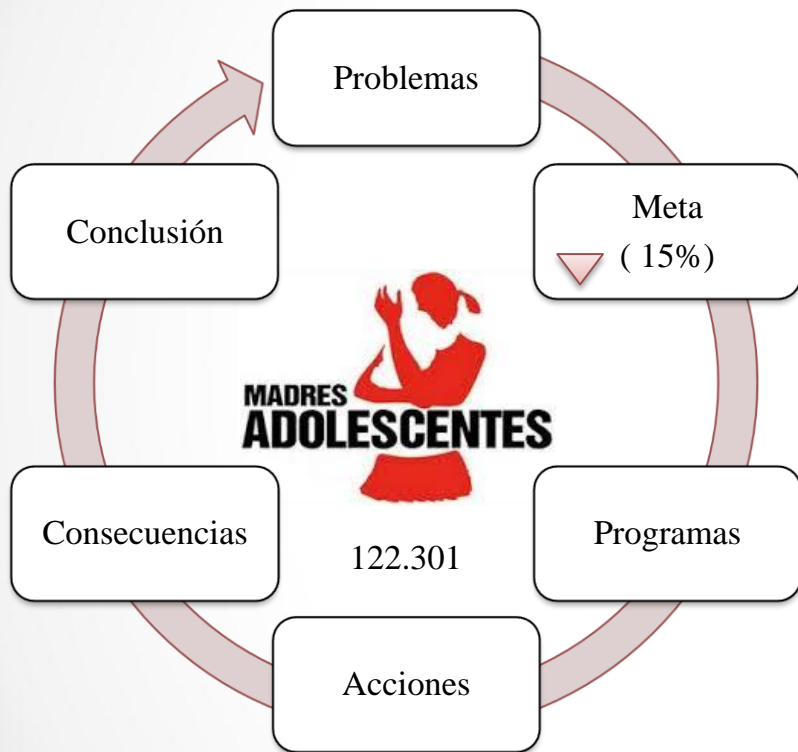 Problemas
Meta
( 15%)
Programas
Acciones
Consecuencias
Conclusión
MADRES
ADOLESCENTES
122.301